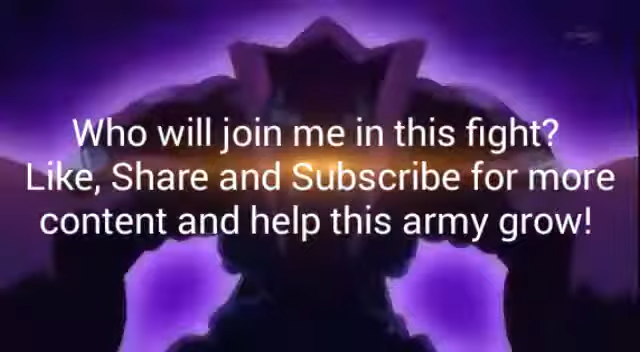 Who will join me in this fight?
Like, Share and Subscribe for more
content and help this army grow!